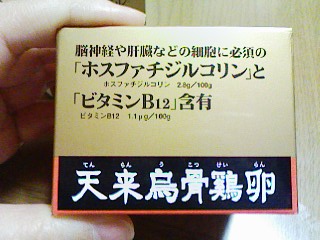 脳神経や肝臓などの細胞に必須の
「ホスファチジルコリン」と
ホスファチジルコリン 2.0g/100g
「ビタミンB12」含有
ビタミンB12 1.1μg/100g
てん らん う こつ けい らん
天来烏骨鶏卵